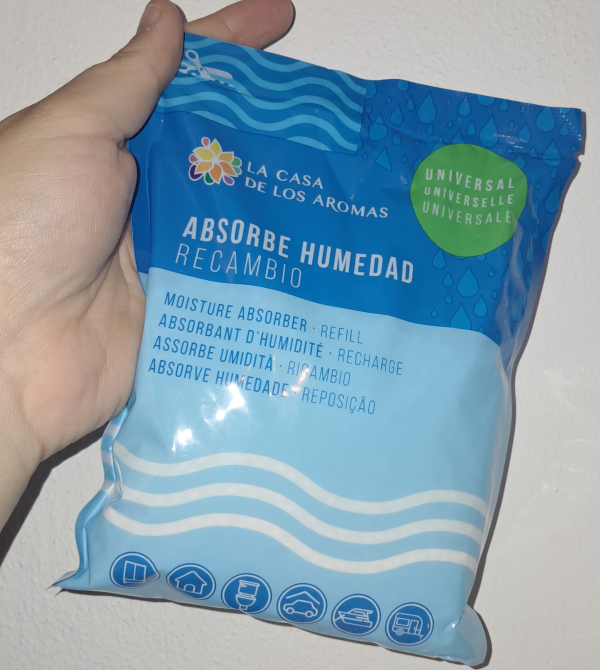 LA CASA
DE LOS AROMAS
UNIVERSAL
UNIVERSELLE
UNIVERSALE
ABSORBE HUMEDAD
RECAMBIO
MOISTURE ABSORBER · REFILL
ABSORBANT D'HUMIDITÉ · RECHARGE
ASSORBE UMIDITÀ · RICAMBIO
ABSORVE HUMEDADE · REPOSIÇÃO